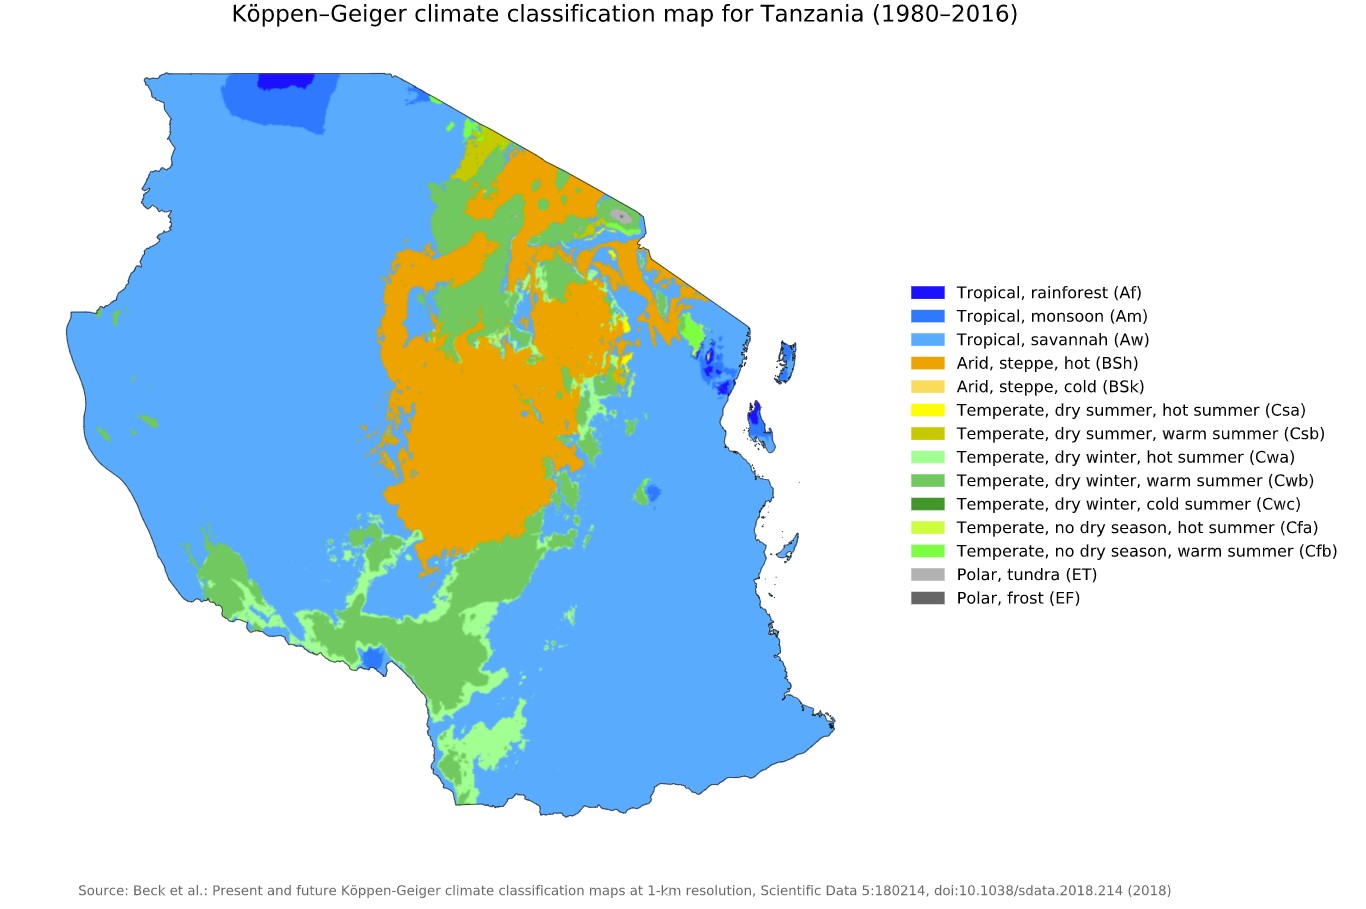 Köppen–Geiger climate classification map for Tanzania (1980–2016)
Tropical, rainforest (Af)
Tropical, monsoon (Am)
Tropical, savannah (Aw)
Arid, steppe, hot (BSh)
Arid, steppe, cold (BSk)
Temperate, dry summer, hot summer (Csa)
Temperate, dry summer, warm summer (Csb)
Temperate, dry winter, hot summer (Cwa)
Temperate, dry winter, warm summer (Cwb)
Temperate, dry winter, cold summer (Cwc)
Temperate, no dry season, hot summer (Cfa)
Temperate, no dry season, warm summer (Cfb)
Polar, tundra (ET)
Polar, frost (EF)
Source: Beck et al.: Present and future Köppen-Geiger climate classification maps at 1-km resolution, Scientific Data 5:180214, doi:10.1038/sdata.2018.214 (2018)